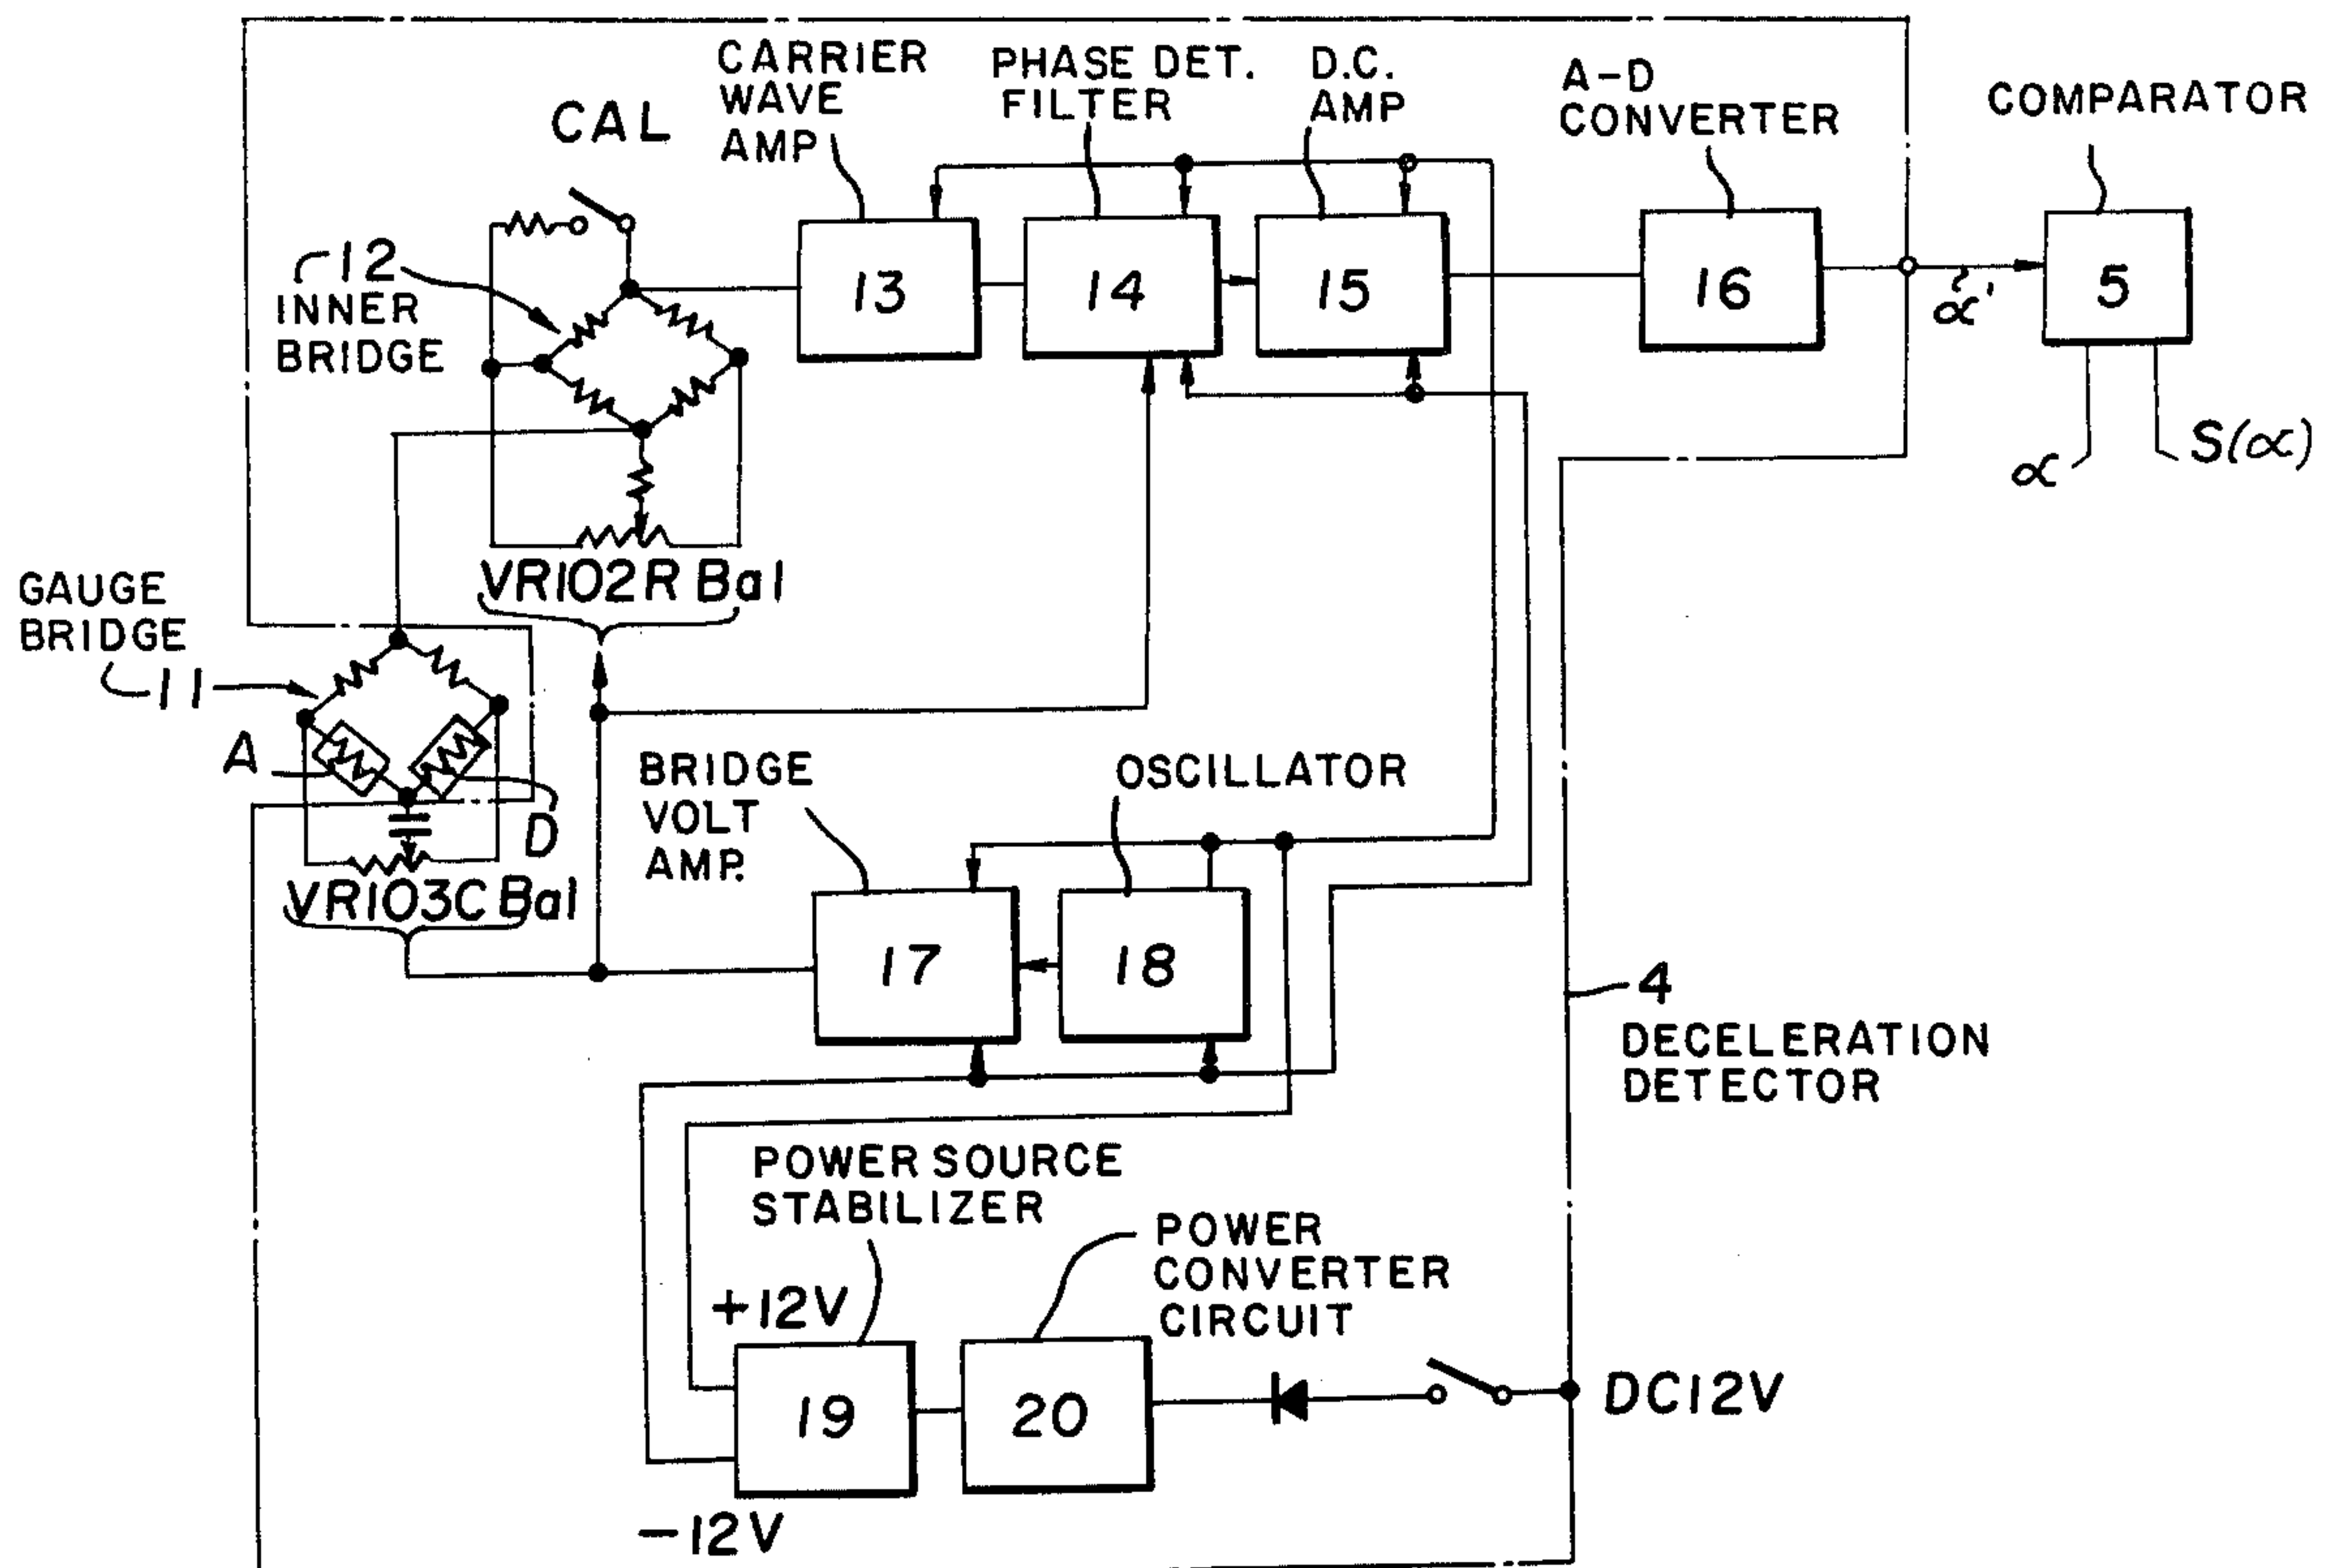 CARRIER
WAVE
AMP
PHASE DET.
FILTER
D.C.
AMP
A-D
CONVERTER
COMPARATOR
CAL
12
INNER
BRIDGE
13
14
15
16
5
α'
α
S(α)
VR102R Bal
GAUGE
BRIDGE
11
A
D
VR103C Bal
BRIDGE
VOLT
AMP.
OSCILLATOR
17
18
4
DECELERATION
DETECTOR
POWER SOURCE
STABILIZER
POWER
CONVERTER
CIRCUIT
+12V
19
20
DC12V
-12V